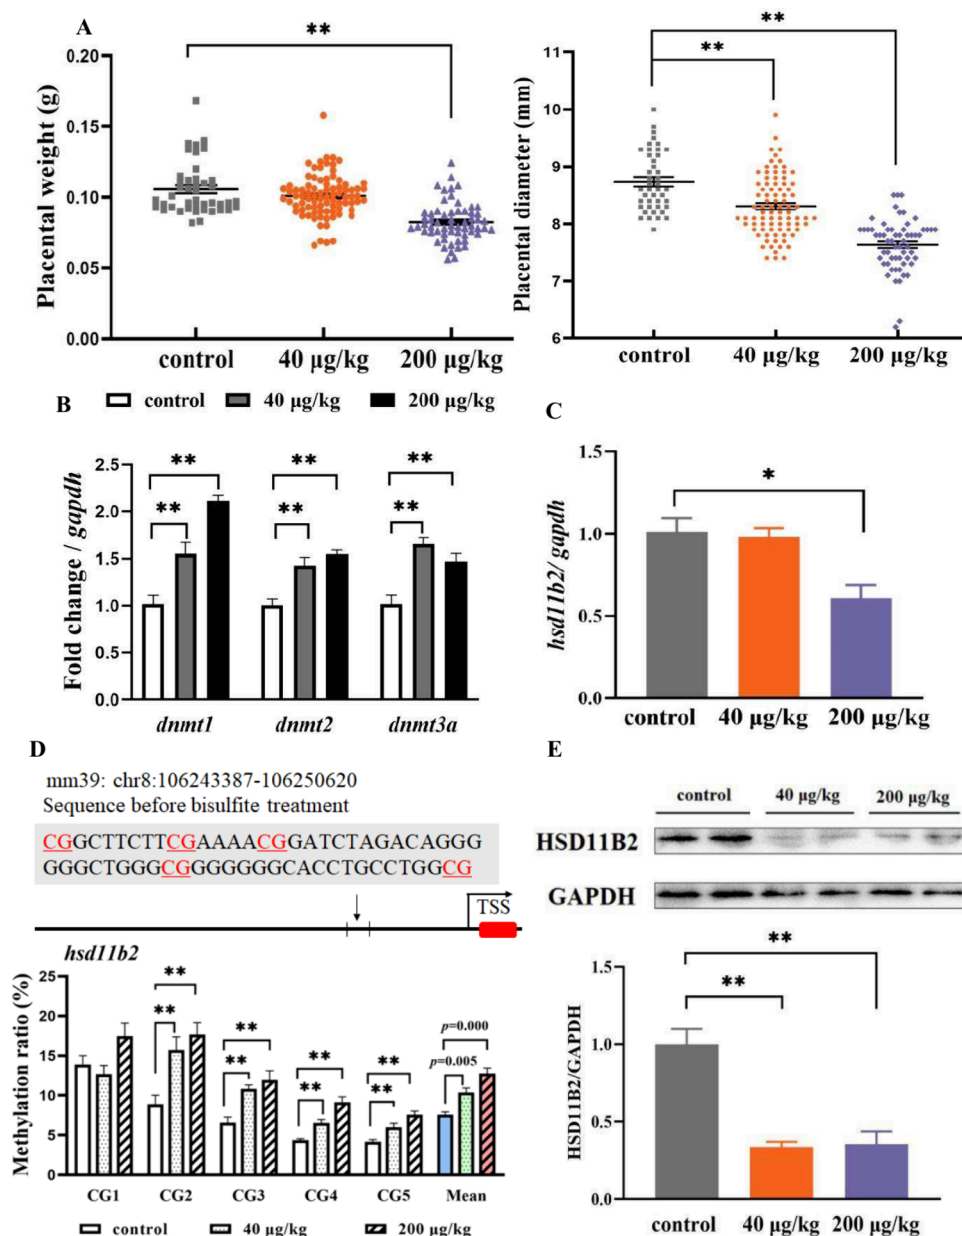 A
**
Placental weight (g)
0.20
0.15
0.10
0.05
0.00
control 40 μg/kg 200 μg/kg
**
**
Placental diameter (mm)
11
10
9
8
7
6
control 40 μg/kg 200 μg/kg
B control 40 μg/kg 200 μg/kg
** ** **
** ** **
Fold change / gapdh
2.5
2.0
1.5
1.0
0.5
0.0
dnmt1 dnmt2 dnmt3a
C
*
hsd11b2/ gapdh
1.5
1.0
0.5
0.0
control 40 μg/kg 200 μg/kg
D
mm39: chr8:106243387-106250620
Sequence before bisulfite treatment
CGGCTTCTTCGAAAACGGATCTAGACAGGG
GGGCTGGGCGGGGGGGCACCTGCCTGGCG
TSS
hsd11b2
Methylation ratio (%)
25
20
15
10
5
0
** ** ** **
** ** ** **
p=0.000
p=0.005
CG1 CG2 CG3 CG4 CG5 Mean
control 40 μg/kg 200 μg/kg
E
control 40 μg/kg 200 μg/kg
HSD11B2
GAPDH
**
**
HSD11B2/GAPDH
1.5
1.0
0.5
0.0
control 40 μg/kg 200 μg/kg